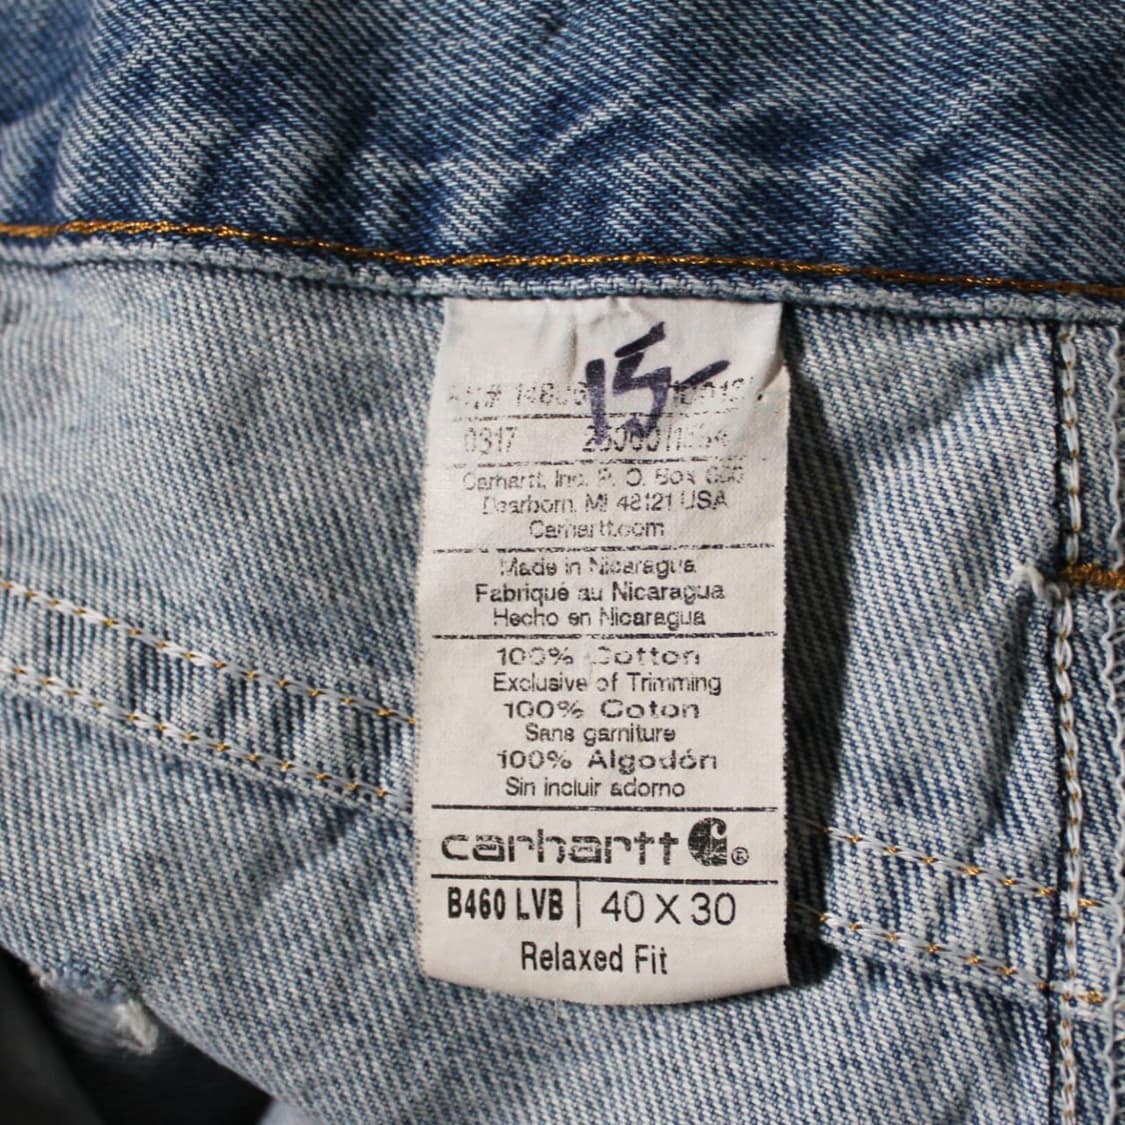 15-
0317
Carhartt, Inc. P. O. Box
Dearborn, MI 48121 USA
Carhartt.com
Made in Nicaragua
Fabriqué au Nicaragua
Hecho en Nicaragua
100% Cotton
Exclusive of Trimming
100% Coton
Sans garniture
100% Algodón
Sin incluir adorno
carhartt ®
B460 LVB | 40 X 30
Relaxed Fit